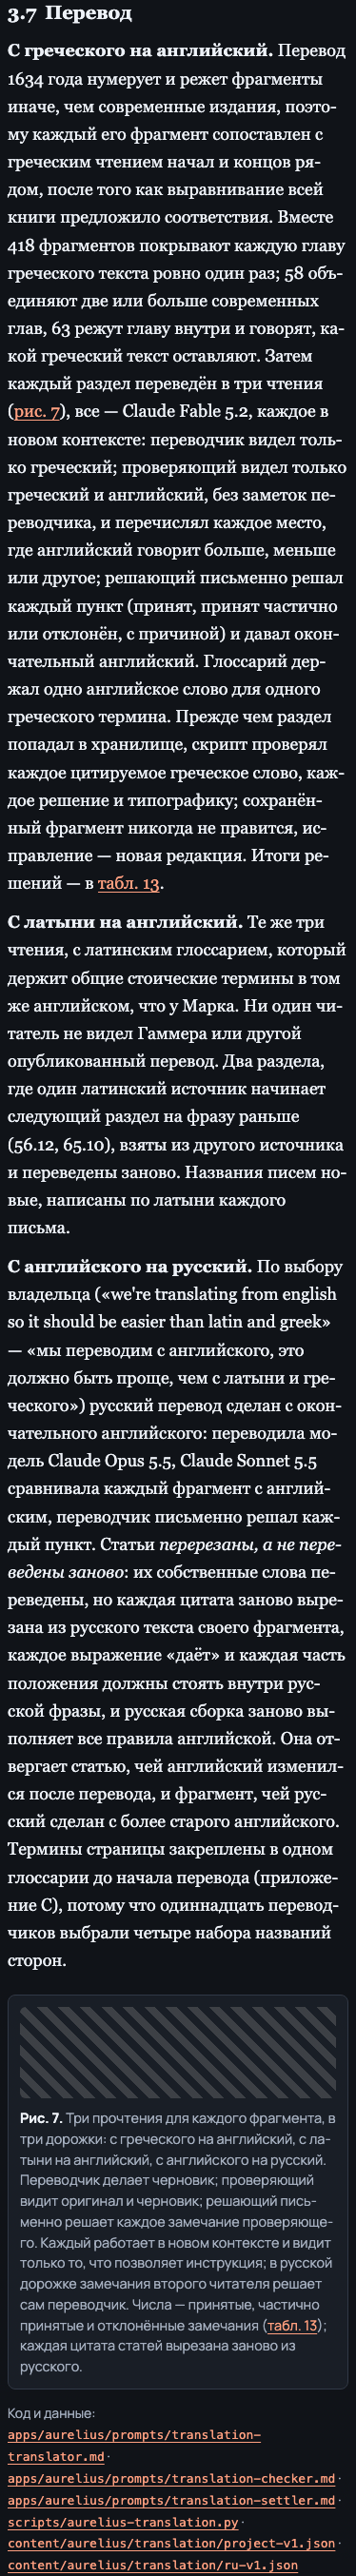 3.7 Перевод
С греческого на английский. Перевод
1634 года нумерует и режет фрагменты
иначе, чем современные издания, поэто-
му каждый его фрагмент сопоставлен с
греческим чтением начал и концов ря-
дом, после того как выравнивание всей
книги предложило соответствия. Вместе
418 фрагментов покрывают каждую главу
греческого текста ровно один раз; 58 объ-
единяют две или больше современных
глав, 63 режут главу внутри и говорят, ка-
кой греческий текст оставляют. Затем
каждый раздел переведён в три чтения
(рис. 7), все — Claude Fable 5.2, каждое в
новом контексте: переводчик видел толь-
ко греческий; проверяющий видел только
греческий и английский, без заметок пе-
реводчика, и перечислял каждое место,
где английский говорит больше, меньше
или другое; решающий письменно решал
каждый пункт (принят, принят частично
или отклонён, с причиной) и давал окон-
чательный английский. Глоссарий дер-
жал одно английское слово для одного
греческого термина. Прежде чем раздел
попадал в хранилище, скрипт проверял
каждое цитируемое греческое слово, каж-
дое решение и типографику; сохранён-
ный фрагмент никогда не правится, ис-
правление — новая редакция. Итоги ре-
шений — в табл. 13.
С латыни на английский. Те же три
чтения, с латинским глоссарием, который
держит общие стоические термины в том
же английском, что у Марка. Ни один чи-
татель не видел Гаммера или другой
опубликованный перевод. Два раздела,
где один латинский источник начинает
следующий раздел на фразу раньше
(56.12, 65.10), взяты из другого источника
и переведены заново. Названия писем но-
вые, написаны по латыни каждого
письма.
С английского на русский. По выбору
владельца («we're translating from english
so it should be easier than latin and greek»
— «мы переводим с английского, это
должно быть проще, чем с латыни и гре-
ческого») русский перевод сделан с окон-
чательного английского: переводила мо-
дель Claude Opus 5.5, Claude Sonnet 5.5
сравнивала каждый фрагмент с англий-
ским, переводчик письменно решал каж-
дый пункт. Статьи перерезаны, а не пере-
ведены заново: их собственные слова пе-
реведены, но каждая цитата заново выре-
зана из русского текста своего фрагмента,
каждое выражение «даёт» и каждая часть
положения должны стоять внутри рус-
ской фразы, и русская сборка заново вы-
полняет все правила английской. Она от-
вергает статью, чей английский изменил-
ся после перевода, и фрагмент, чей рус-
ский сделан с более старого английского.
Термины страницы закреплены в одном
глоссарии до начала перевода (приложе-
ние C), потому что одиннадцать перевод-
чиков выбрали четыре набора названий
сторон.
Рис. 7. Три прочтения для каждого фрагмента, в
три дорожки: с греческого на английский, с ла-
тыни на английский, с английского на русский.
Переводчик делает черновик; проверяющий
видит оригинал и черновик; решающий пись-
менно решает каждое замечание проверяюще-
го. Каждый работает в новом контексте и видит
только то, что позволяет инструкция; в русской
дорожке замечания второго читателя решает
сам переводчик. Числа — принятые, частично
принятые и отклонённые замечания (табл. 13);
каждая цитата статей вырезана заново из
русского.
Код и данные:
apps/aurelius/prompts/translation-
translator.md ·
apps/aurelius/prompts/translation-checker.md ·
apps/aurelius/prompts/translation-settler.md ·
scripts/aurelius-translation.py ·
content/aurelius/translation/project-v1.json ·
content/aurelius/translation/ru-v1.json